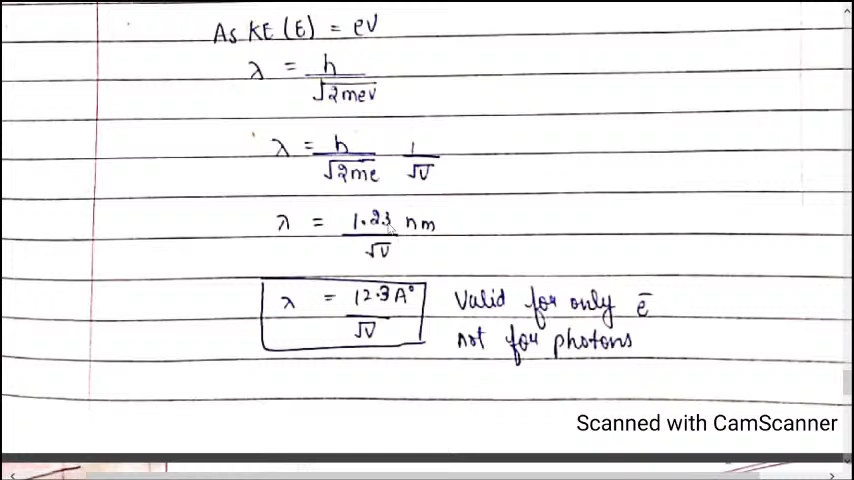 As KE (E) = eV
λ = h / √2mev
λ = h / √2me 1 / √V
λ = 1.23 / √V nm
λ = 12.3 A° / √V Valid for only e̅
not for photons
Scanned with CamScanner